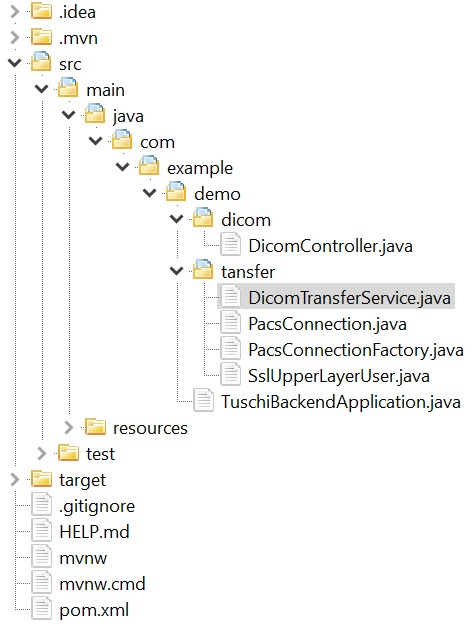 .idea
.mvn
src
main
java
com
example
demo
dicom
DicomController.java
tansfer
DicomTransferService.java
PacsConnection.java
PacsConnectionFactory.java
SslUpperLayerUser.java
TuschiBackendApplication.java
resources
test
target
.gitignore
HELP.md
mvnw
mvnw.cmd
pom.xml